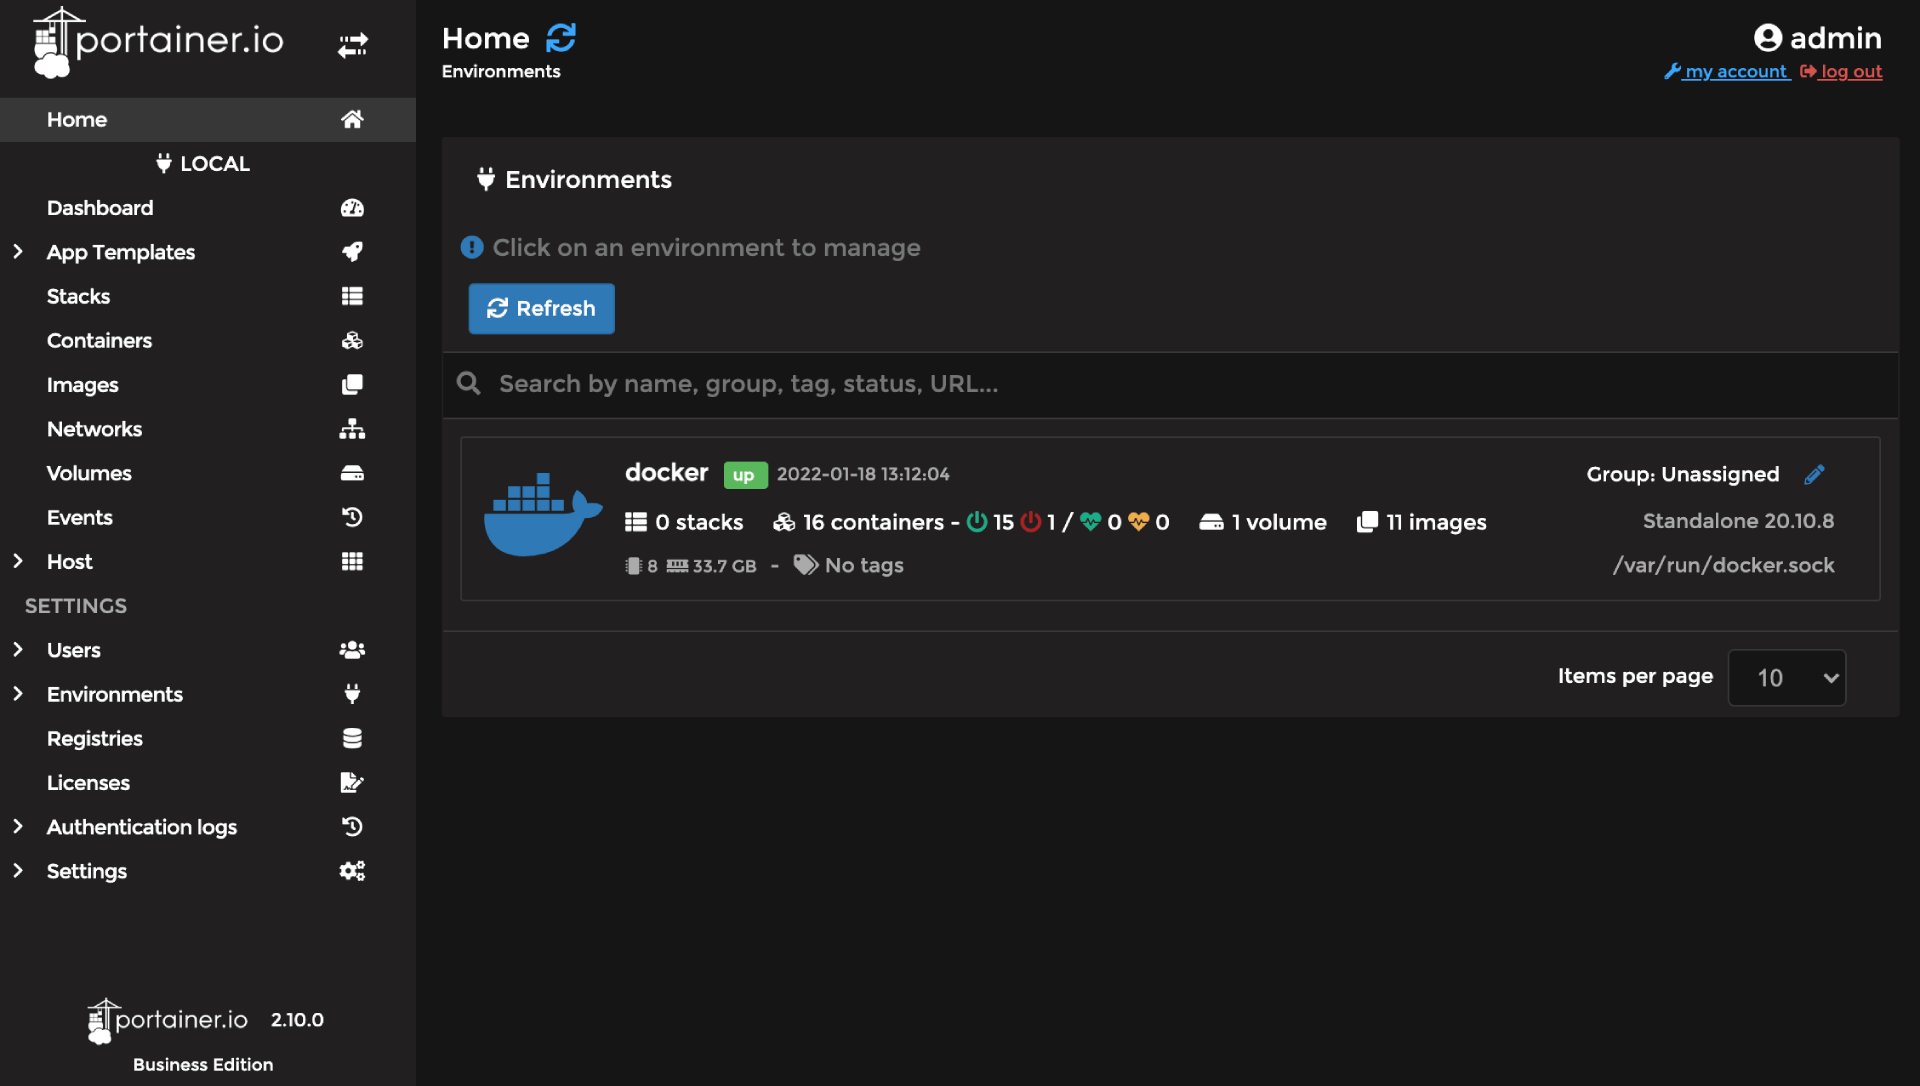 portainer.io
Home
LOCAL
Dashboard
App Templates
Stacks
Containers
Images
Networks
Volumes
Events
Host
SETTINGS
Users
Environments
Registries
Licenses
Authentication logs
Settings
portainer.io 2.10.0
Business Edition
Home
Environments
admin
my account log out
Environments
Click on an environment to manage
Refresh
Search by name, group, tag, status, URL...
docker up 2022-01-18 13:12:04
Group: Unassigned
0 stacks 16 containers - 15 1 / 0 0 1 volume 11 images
Standalone 20.10.8
8 33.7 GB - No tags
/var/run/docker.sock
Items per page 10